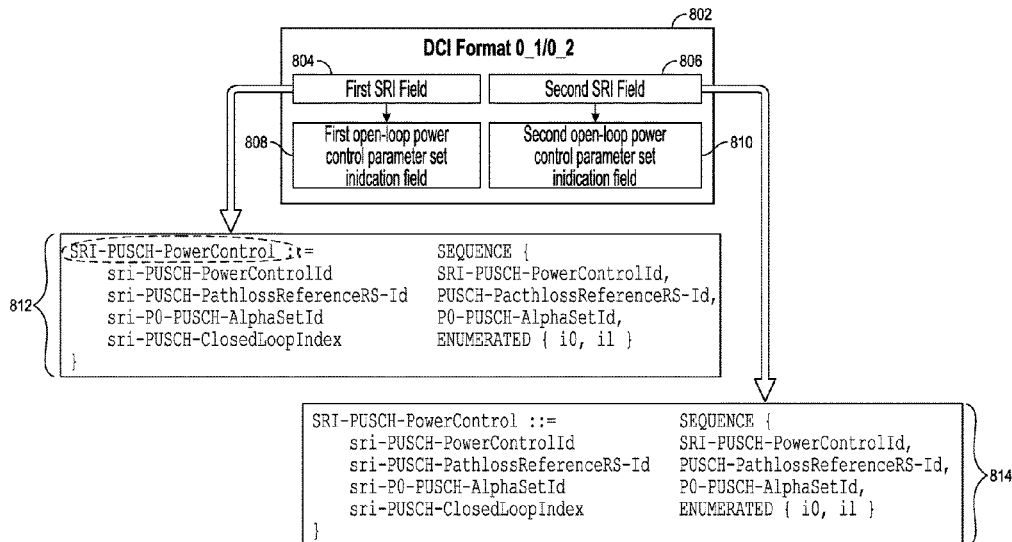 802
DCI Format 0_1/0_2
804
806
First SRI Field
Second SRI Field
808
First open-loop power
control parameter set
inidcation field
Second open-loop power
control parameter set
inidication field
810
812
SRI-PUSCH-PowerControl ::= SEQUENCE {
sri-PUSCH-PowerControlId SRI-PUSCH-PowerControlId,
sri-PUSCH-PathlossReferenceRS-Id PUSCH-PacthlossReferenceRS-Id,
sri-P0-PUSCH-AlphaSetId P0-PUSCH-AlphaSetId,
sri-PUSCH-ClosedLoopIndex ENUMERATED { i0, i1 }
}
SRI-PUSCH-PowerControl ::= SEQUENCE {
sri-PUSCH-PowerControlId SRI-PUSCH-PowerControlId,
sri-PUSCH-PathlossReferenceRS-Id PUSCH-PathlossReferenceRS-Id,
sri-P0-PUSCH-AlphaSetId P0-PUSCH-AlphaSetId,
sri-PUSCH-ClosedLoopIndex ENUMERATED { i0, i1 }
}
814